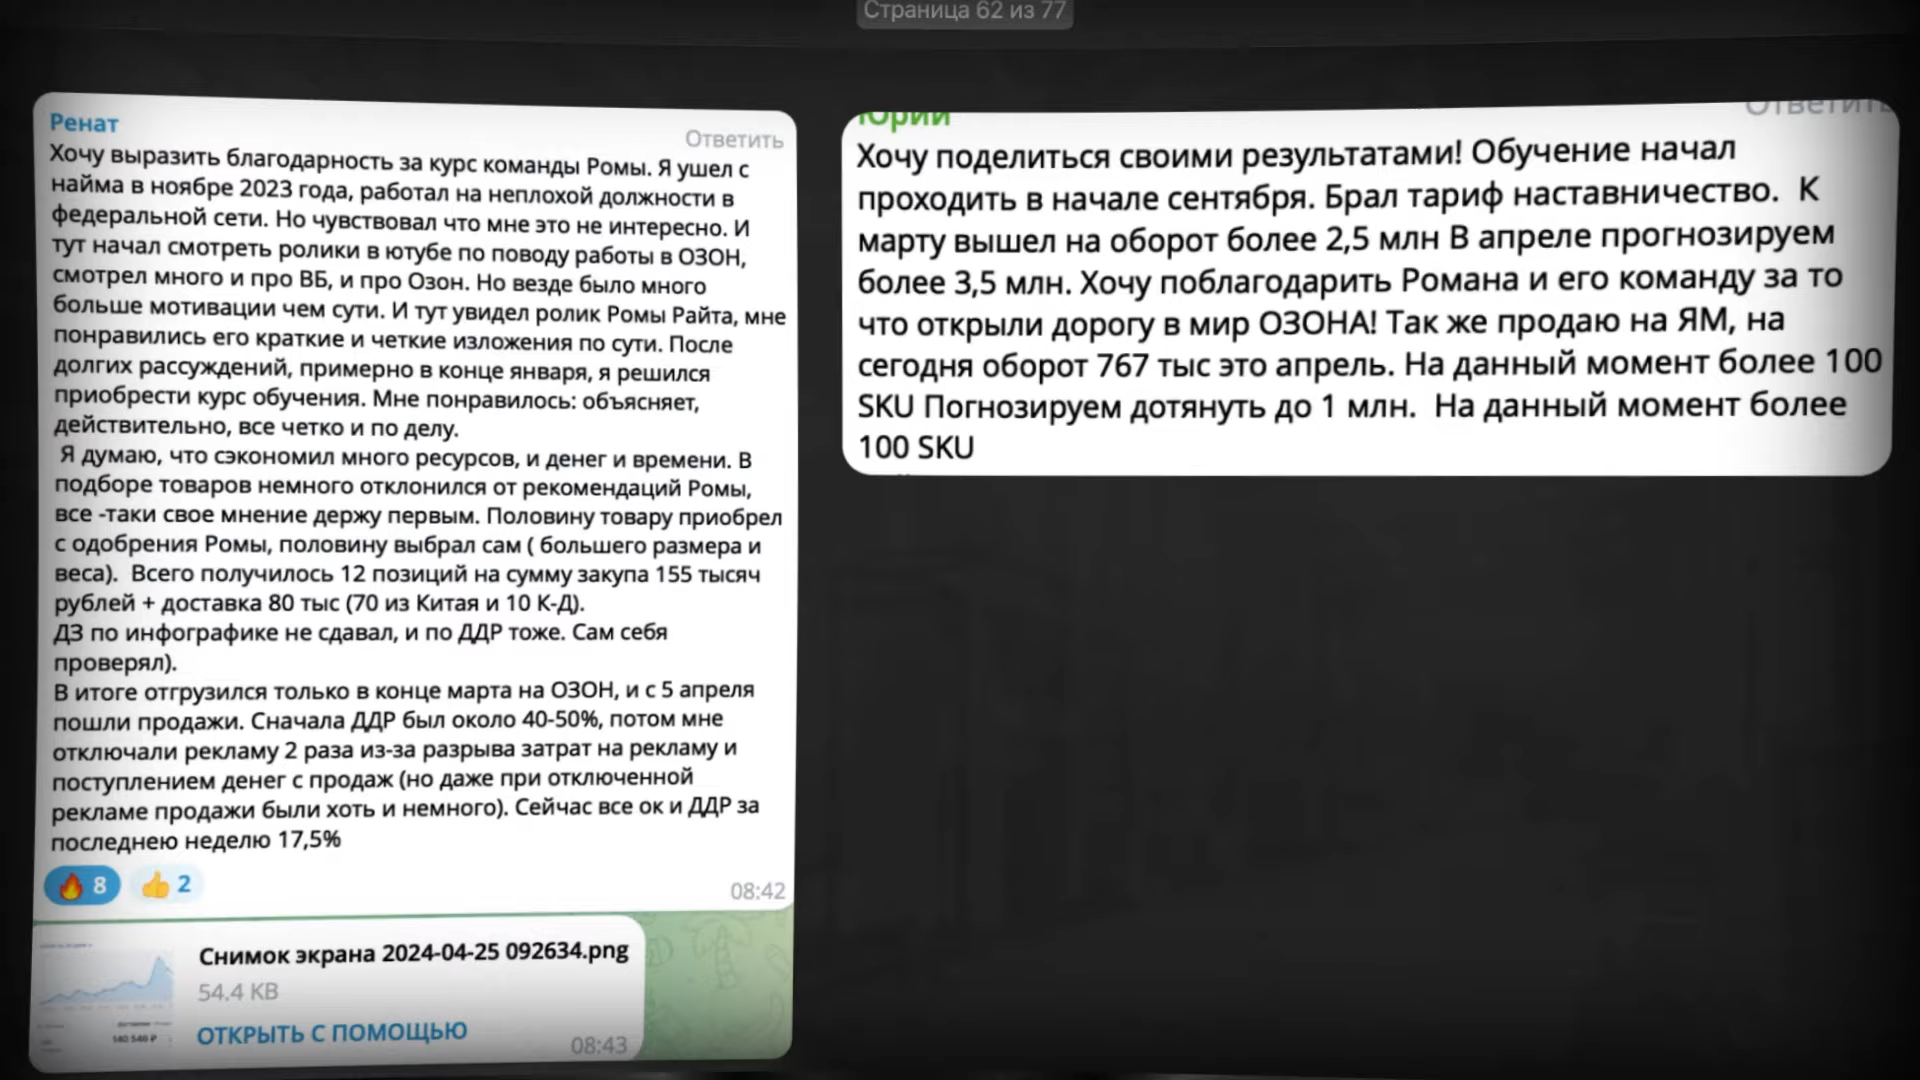 Страница 62 из 77
Ренат
Ответить
Хочу выразить благодарность за курс команды Ромы. Я ушел с
найма в ноябре 2023 года, работал на неплохой должности в
федеральной сети. Но чувствовал что мне это не интересно. И
тут начал смотреть ролики в ютубе по поводу работы в ОЗОН,
смотрел много и про ВБ, и про Озон. Но везде было много
больше мотивации чем сути. И тут увидел ролик Ромы Райта, мне
понравились его краткие и четкие изложения по сути. После
долгих рассуждений, примерно в конце января, я решился
приобрести курс обучения. Мне понравилось: объясняет,
действительно, все четко и по делу.
Я думаю, что сэкономил много ресурсов, и денег и времени. В
подборе товаров немного отклонился от рекомендаций Ромы,
все -таки свое мнение держу первым. Половину товару приобрел
с одобрения Ромы, половину выбрал сам ( большего размера и
веса). Всего получилось 12 позиций на сумму закупа 155 тысяч
рублей + доставка 80 тыс (70 из Китая и 10 К-Д).
ДЗ по инфографике не сдавал, и по ДДР тоже. Сам себя
проверял).
В итоге отгрузился только в конце марта на ОЗОН, и с 5 апреля
пошли продажи. Сначала ДДР был около 40-50%, потом мне
отключали рекламу 2 раза из-за разрыва затрат на рекламу и
поступлением денег с продаж (но даже при отключенной
рекламе продажи были хоть и немного). Сейчас все ок и ДДР за
последнею неделю 17,5%
8 2
08:42
Снимок экрана 2024-04-25 092634.png
54.4 KB
ОТКРЫТЬ С ПОМОЩЬЮ
08:43
140 546 ₽
Юрий
Ответить
Хочу поделиться своими результатами! Обучение начал
проходить в начале сентября. Брал тариф наставничество. К
марту вышел на оборот более 2,5 млн В апреле прогнозируем
более 3,5 млн. Хочу поблагодарить Романа и его команду за то
что открыли дорогу в мир ОЗОНА! Так же продаю на ЯМ, на
сегодня оборот 767 тыс это апрель. На данный момент более 100
SKU Погнозируем дотянуть до 1 млн. На данный момент более
100 SKU